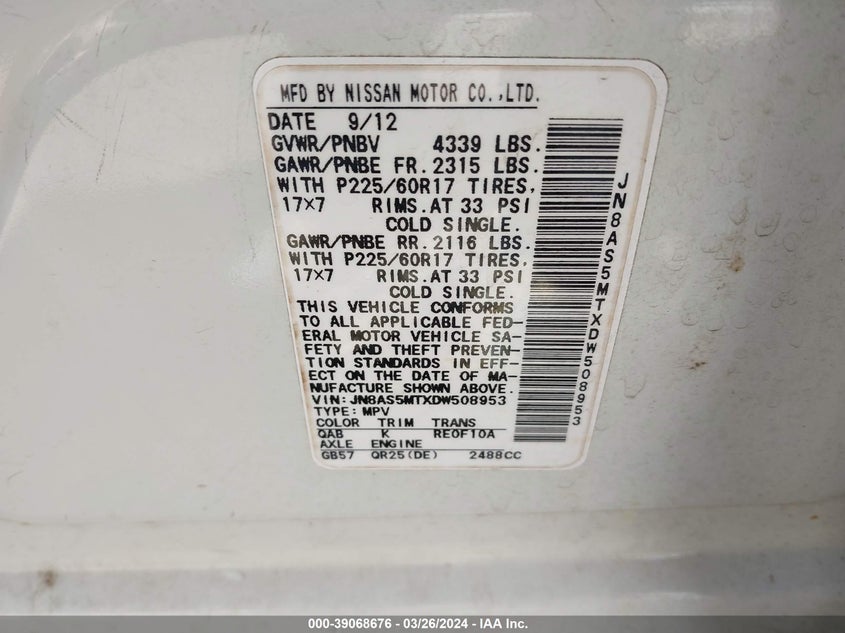 MFD BY NISSAN MOTOR CO.,LTD.
DATE 9/12
GVWR/PNBV 4339 LBS.
GAWR/PNBE FR.2315 LBS.
WITH P225/60R17 TIRES,
17×7 RIMS.AT 33 PSI
COLD SINGLE.
GAWR/PNBE RR.2116 LBS.
WITH P225/60R17 TIRES,
17×7 RIMS.AT 33 PSI
COLD SINGLE.
THIS VEHICLE CONFORMS
TO ALL APPLICABLE FED-
ERAL MOTOR VEHICLE SA-
FETY AND THEFT PREVEN-
TION STANDARDS IN EFF-
ECT ON THE DATE OF MA-
NUFACTURE SHOWN ABOVE.
VIN: JN8AS5MTXDW508953
TYPE: MPV
COLOR TRIM TRANS
QAB K RE0F10A
AXLE ENGINE
GB57 QR25(DE) 2488CC
JN8AS5MTXDW508953
000-39068676 / 03/26/2024 / COPYRIGHT © IAA, LLC.